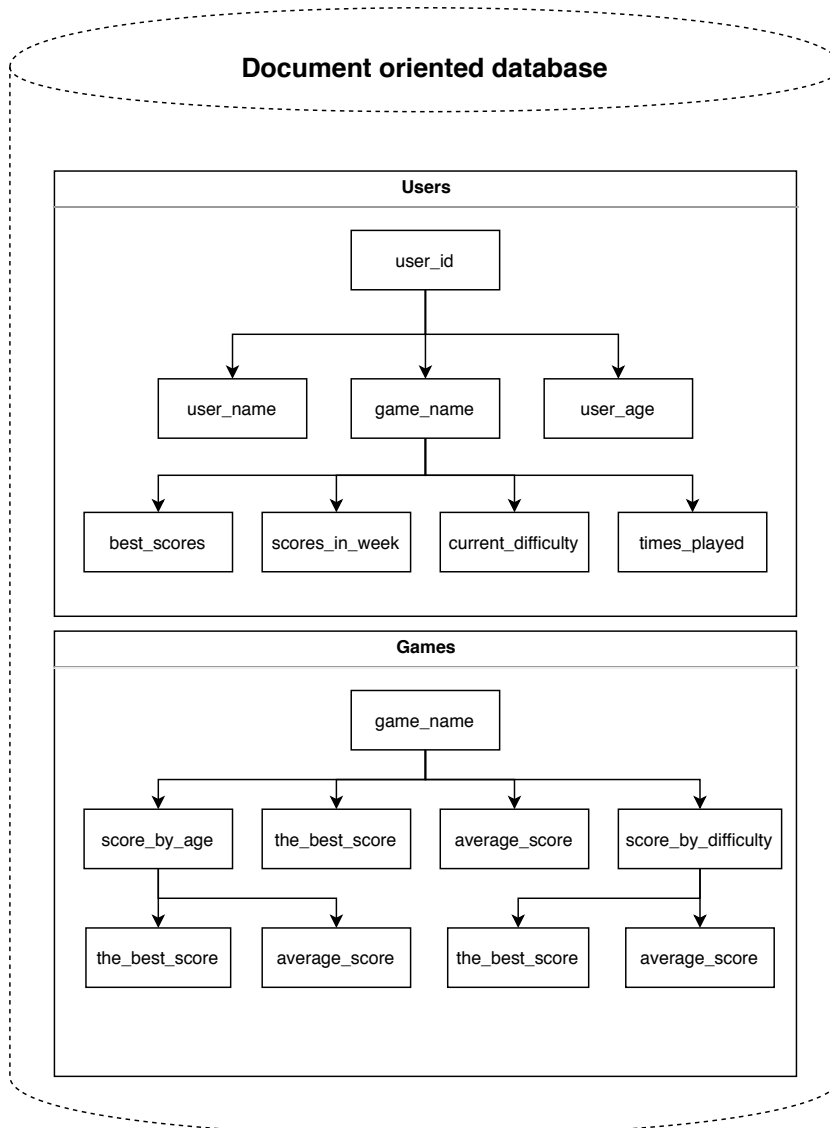 Document oriented database
Users
user_id
user_name
game_name
user_age
best_scores
scores_in_week
current_difficulty
times_played
Games
game_name
score_by_age
the_best_score
average_score
score_by_difficulty
the_best_score
average_score
the_best_score
average_score